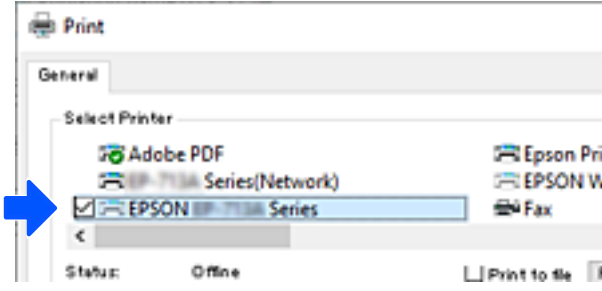 Print
General
Select Printer
Adobe PDF
Epson Pri
Series(Network)
EPSON W
EPSON Series
Fax
Status: Offline
Print to file